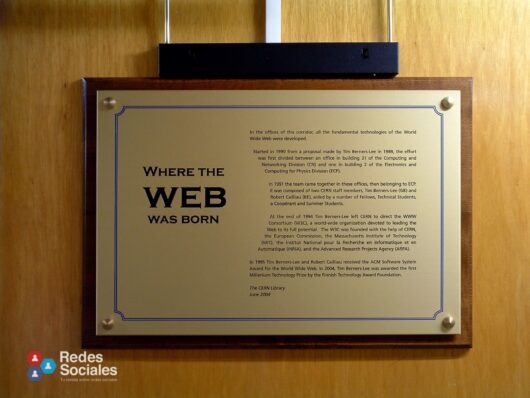 WHERE THE
WEB
WAS BORN
In the offices of this corridor, all the fundamental technologies of the World
Wide Web were developed.
Started in 1990 from a proposal made by Tim Berners-Lee in 1989, the effort
was first divided between an office in building 31 of the Computing and
Networking Division (CN) and one in building 2 of the Electronics and
Computing for Physics Division (ECP).
In 1991 the team came together in these offices, then belonging to ECP.
It was composed of two CERN staff members, Tim Berners-Lee (GB) and
Robert Cailliau (BE), aided by a number of Fellows, Technical Students,
a Coopérant and Summer Students.
At the end of 1994 Tim Berners-Lee left CERN to direct the WWW
Consortium (W3C), a world-wide organization devoted to leading the
Web to its full potential. The W3C was founded with the help of CERN,
the European Commission, the Massachusetts Institute of Technology
(MIT), the Institut National pour la Recherche en Informatique et en
Automatique (INRIA), and the Advanced Research Projects Agency (ARPA).
In 1995 Tim Berners-Lee and Robert Cailliau received the ACM Software System
Award for the World Wide Web. In 2004, Tim Berners-Lee was awarded the first
Millennium Technology Prize by the Finnish Technology Award Foundation.
The CERN Library
June 2004
Redes
Sociales